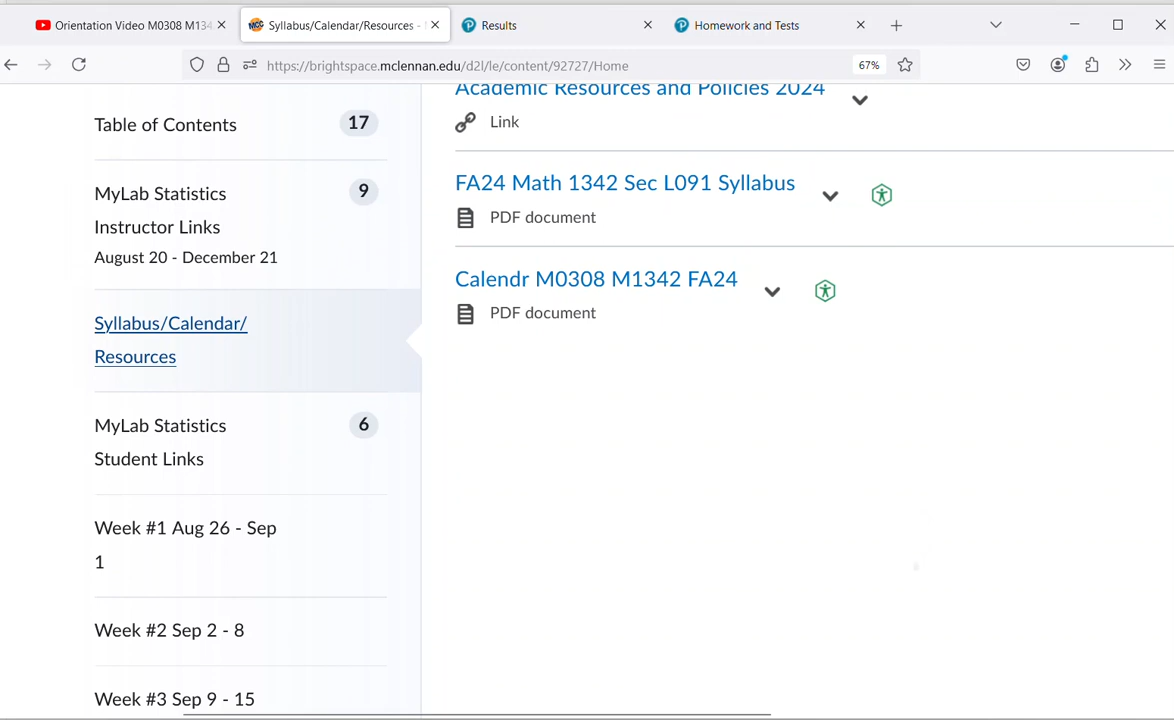 Orientation Video M0308 M134
Syllabus/Calendar/Resources -
Results
Homework and Tests
https://brightspace.mclennan.edu/d2l/le/content/92727/Home
67%
Table of Contents
17
MyLab Statistics
9
Instructor Links
August 20 - December 21
Syllabus/Calendar/
Resources
MyLab Statistics
6
Student Links
Week #1 Aug 26 - Sep
1
Week #2 Sep 2 - 8
Week #3 Sep 9 - 15
Academic Resources and Policies 2024
Link
FA24 Math 1342 Sec L091 Syllabus
PDF document
Calendr M0308 M1342 FA24
PDF document